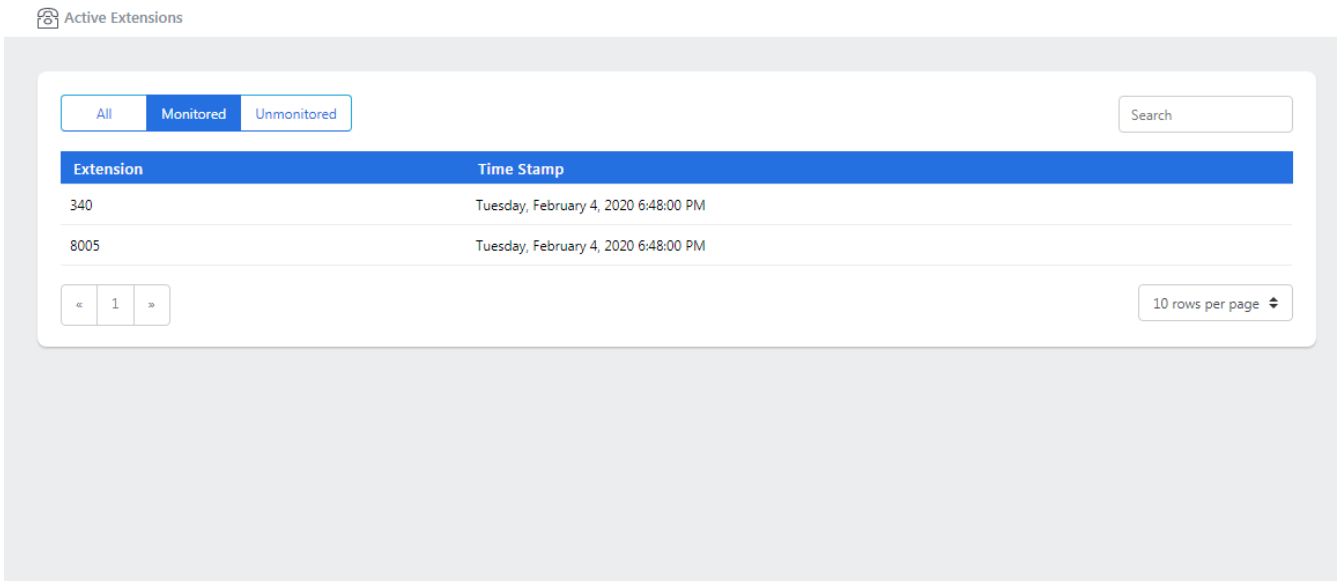 Active Extensions
All Monitored Unmonitored Search
Extension Time Stamp
340 Tuesday, February 4, 2020 6:48:00 PM
8005 Tuesday, February 4, 2020 6:48:00 PM
« 1 » 10 rows per page